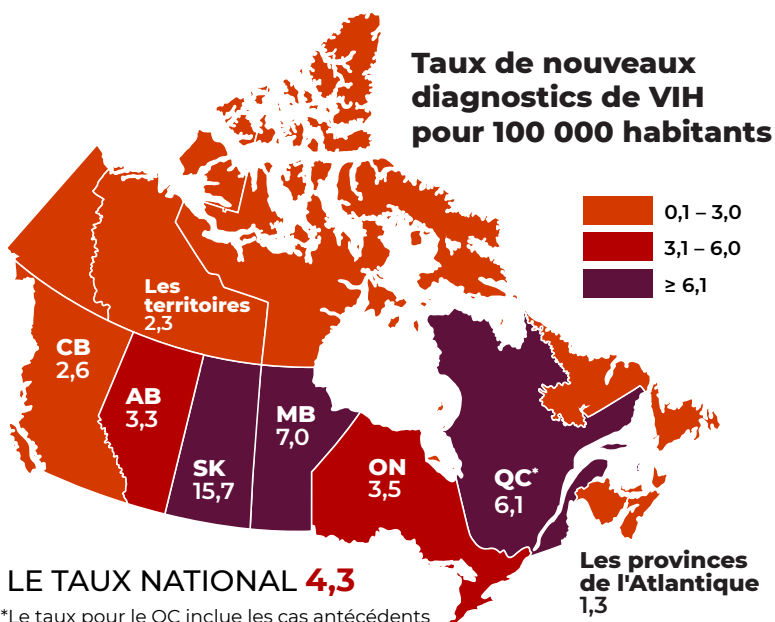 Taux de nouveaux
diagnostics de VIH
pour 100 000 habitants
0,1 – 3,0
3,1 – 6,0
≥ 6,1
Les
territoires
2,3
CB
2,6
AB
3,3
SK
15,7
MB
7,0
ON
3,5
QC*
6,1
Les provinces
de l'Atlantique
1,3
LE TAUX NATIONAL 4,3
*Le taux pour le QC inclue les cas antécédents